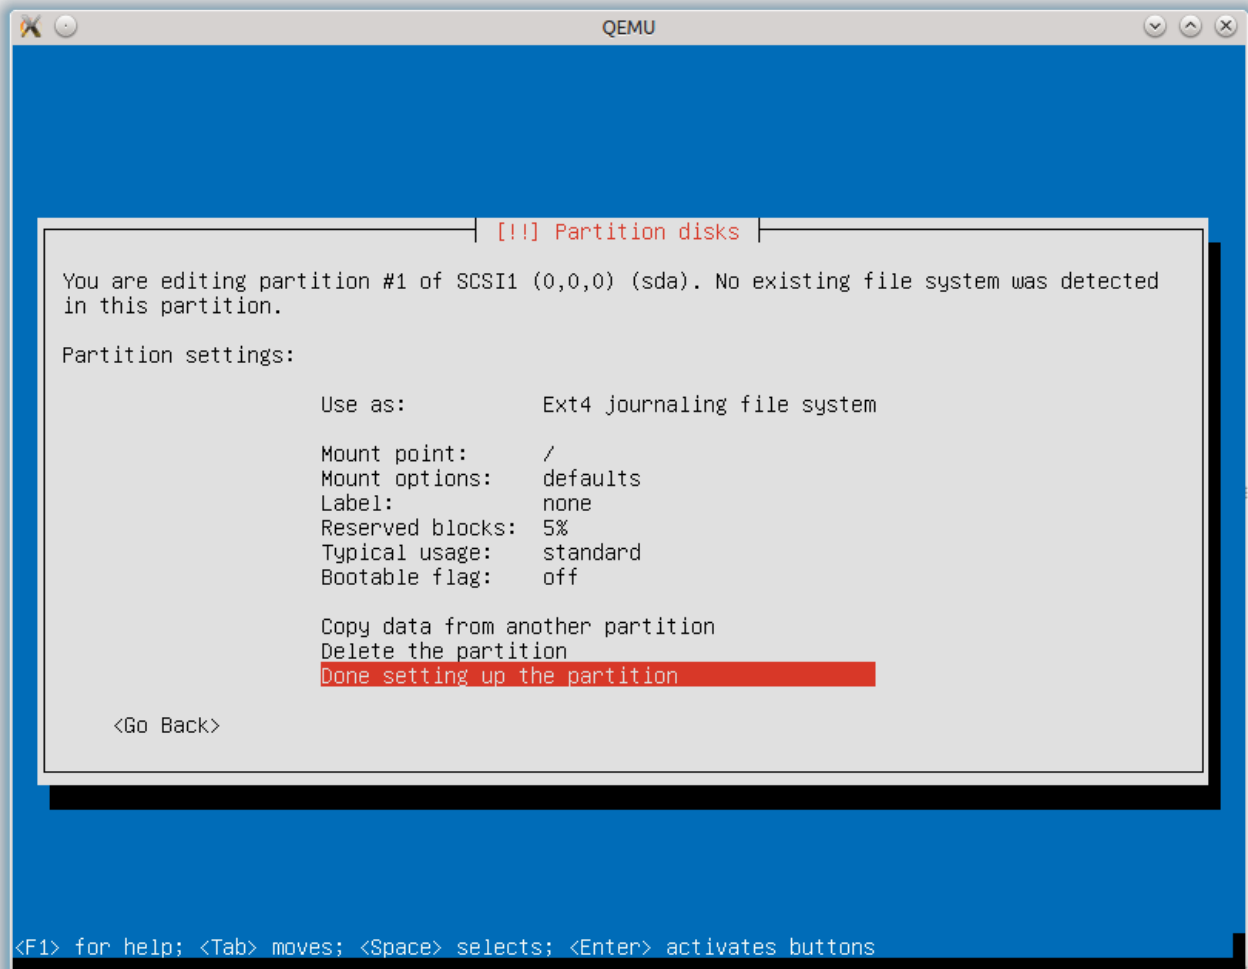 QEMU
[!!] Partition disks
You are editing partition #1 of SCSI1 (0,0,0) (sda). No existing file system was detected
in this partition.
Partition settings:
Use as: Ext4 journaling file system
Mount point: /
Mount options: defaults
Label: none
Reserved blocks: 5%
Typical usage: standard
Bootable flag: off
Copy data from another partition
Delete the partition
Done setting up the partition
<Go Back>
<F1> for help; <Tab> moves; <Space> selects; <Enter> activates buttons